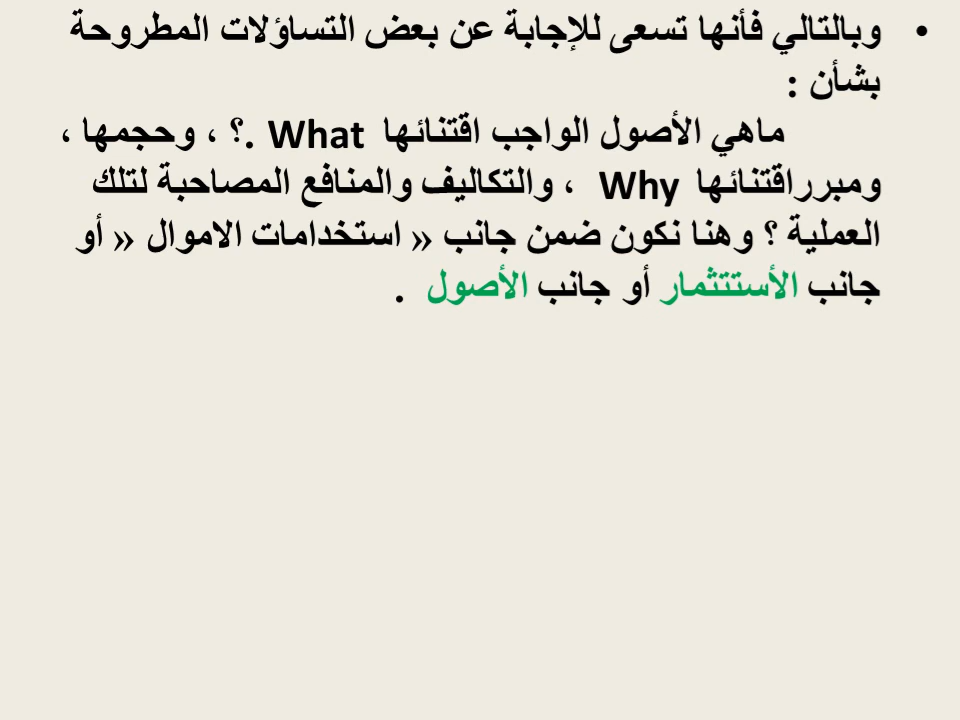 • وبالتالي فأنها تسعى للإجابة عن بعض التساؤلات المطروحة
بشأن :
ماهي الأصول الواجب اقتنائها What .؟ ، وحجمها ،
ومبرراقتنائها Why ، والتكاليف والمنافع المصاحبة لتلك
العملية ؟ وهنا نكون ضمن جانب « استخدامات الاموال « أو
جانب الأستتثمار أو جانب الأصول .